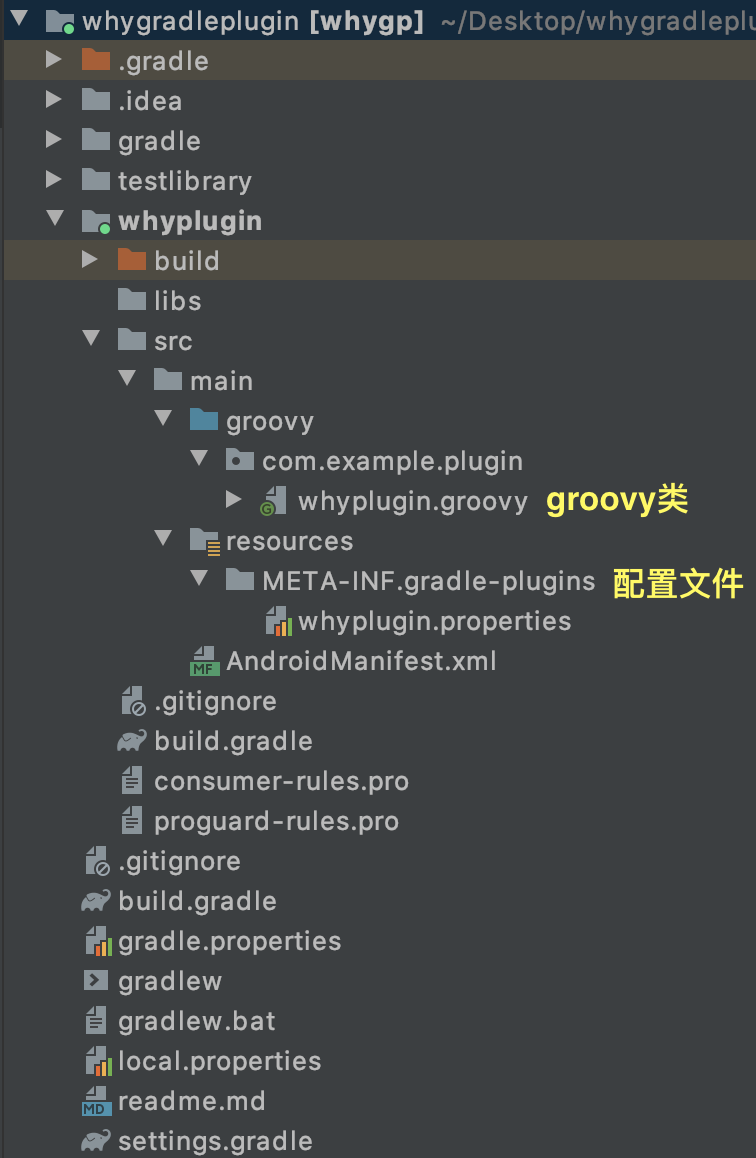 whygradleplugin [whygp] ~/Desktop/whygradleplu
.gradle
.idea
gradle
testlibrary
whyplugin
build
libs
src
main
groovy
com.example.plugin
whyplugin.groovy groovy类
resources
META-INF.gradle-plugins 配置文件
whyplugin.properties
AndroidManifest.xml
.gitignore
build.gradle
consumer-rules.pro
proguard-rules.pro
.gitignore
build.gradle
gradle.properties
gradlew
gradlew.bat
local.properties
readme.md
settings.gradle